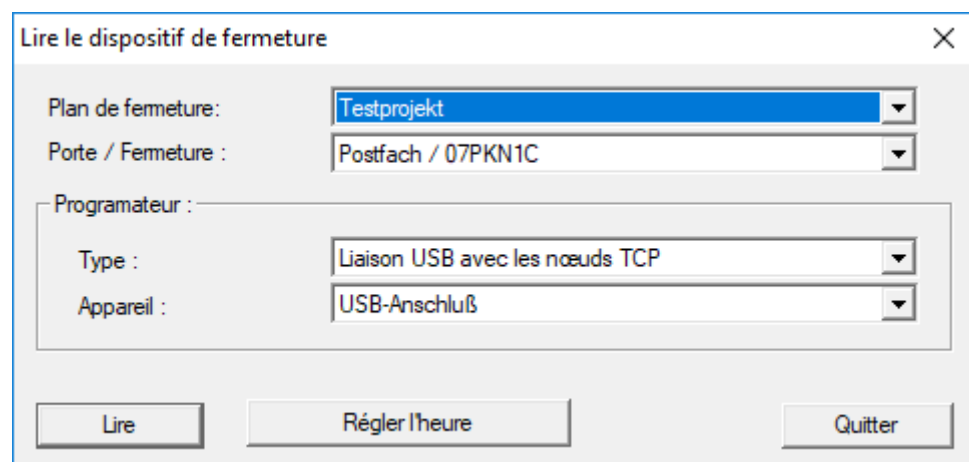 Lire le dispositif de fermeture
Plan de fermeture: Testprojekt
Porte / Fermeture : Postfach / 07PKN1C
Programateur :
Type : Liaison USB avec les nœuds TCP
Appareil : USB-Anschluß
Lire Régler l'heure Quitter